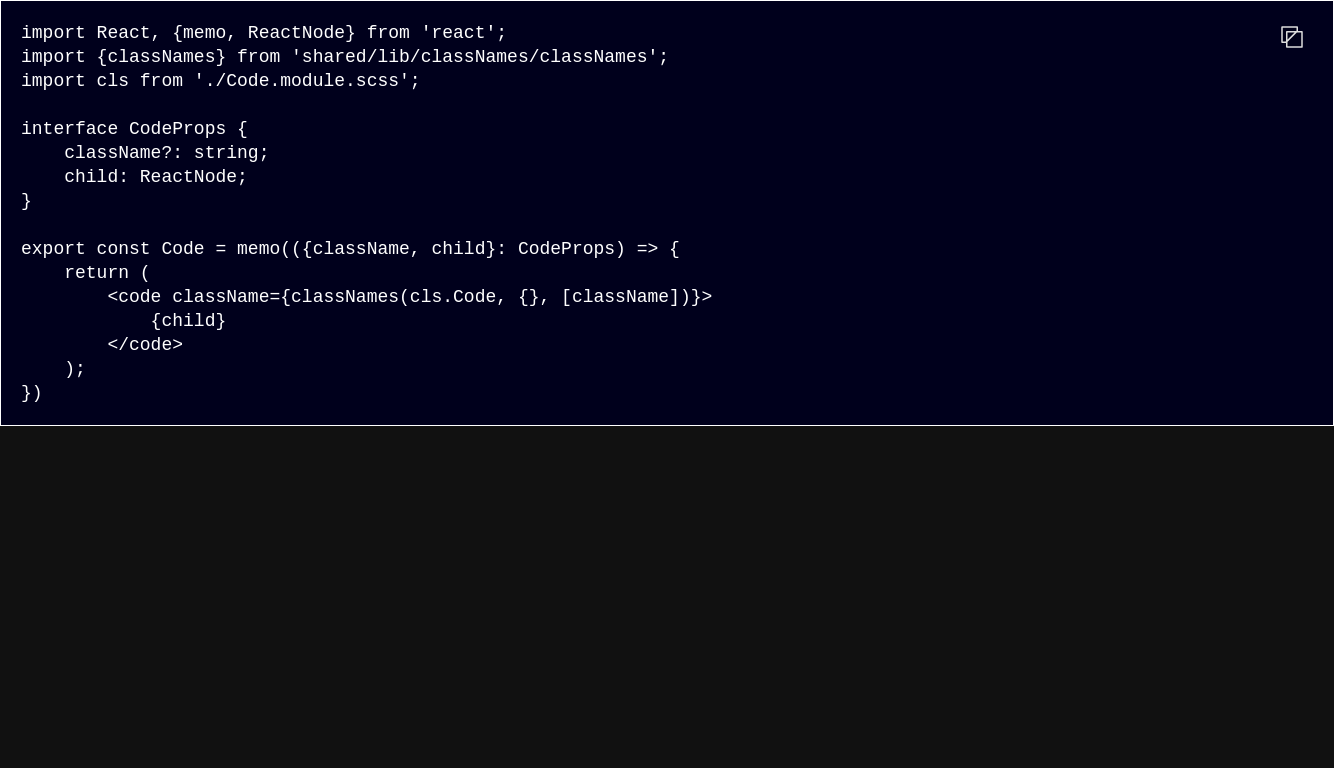 import React, {memo, ReactNode} from 'react';
import {classNames} from 'shared/lib/classNames/classNames';
import cls from './Code.module.scss';

interface CodeProps {
    className?: string;
    child: ReactNode;
}

export const Code = memo(({className, child}: CodeProps) => {
    return (
        <code className={classNames(cls.Code, {}, [className])}>
            {child}
        </code>
    );
})